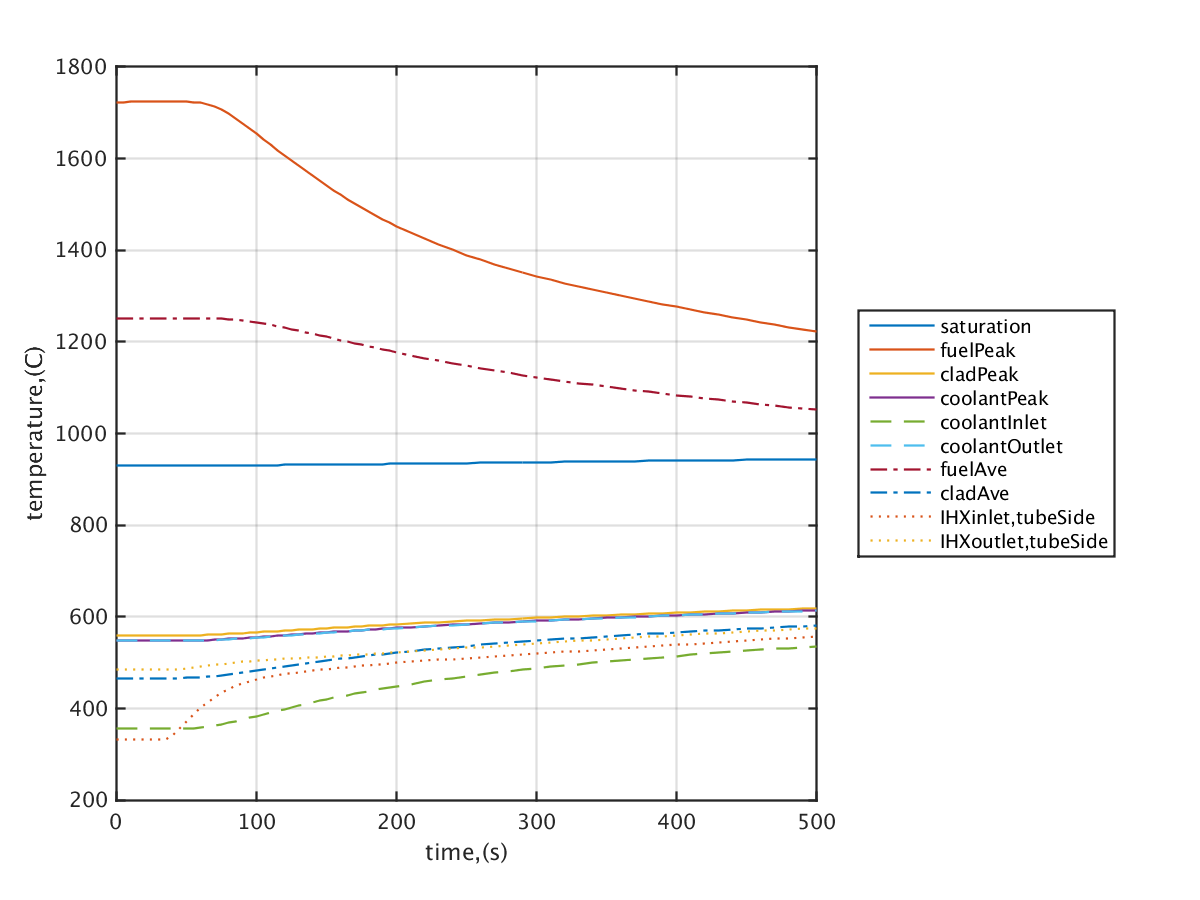 1800
1600
1400
1200
1000
800
600
400
200
temperature,(C)
0 100 200 300 400 500
time,(s)
saturation
fuelPeak
cladPeak
coolantPeak
coolantInlet
coolantOutlet
fuelAve
cladAve
IHXinlet,tubeSide
IHXoutlet,tubeSide